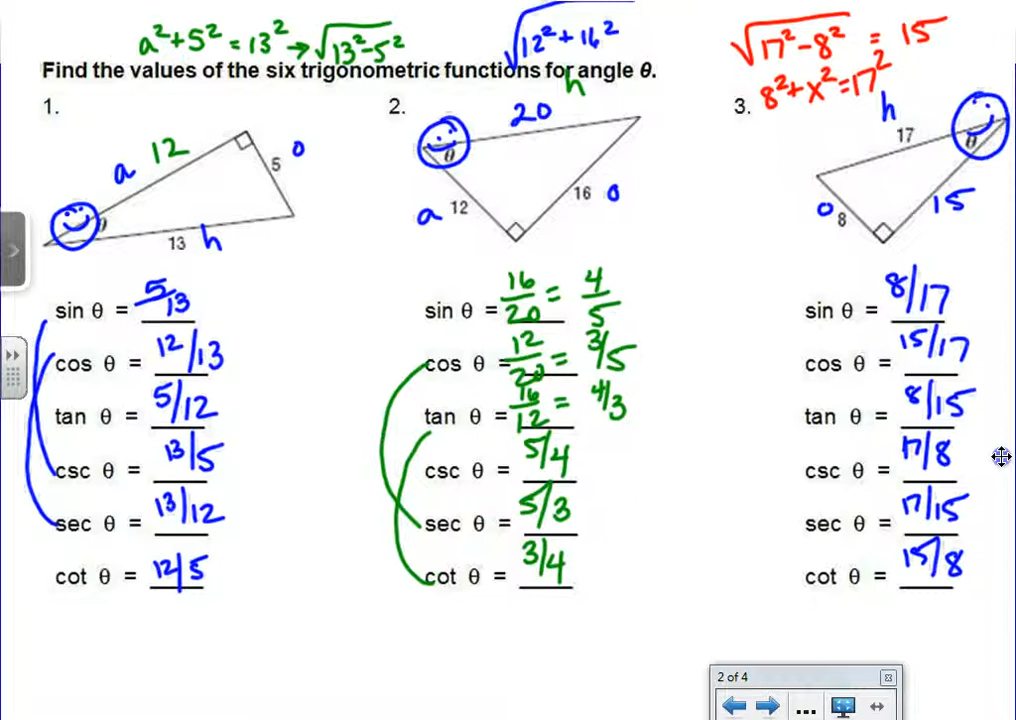 a² + 5² = 13² → √13² - 5²
√12² + 16²
√17² - 8² = 15
8² + x² = 17²
Find the values of the six trigonometric functions for angle θ.
1.
a 12
5 o
θ
13 h
2.
h
20
θ
a 12
16 o
3.
h
17
θ
o 8
15
sin θ = 5/13
cos θ = 12/13
tan θ = 5/12
csc θ = 13/5
sec θ = 13/12
cot θ = 12/5
sin θ = 16/20 = 4/5
cos θ = 12/20 = 3/5
tan θ = 16/12 = 4/3
csc θ = 5/4
sec θ = 5/3
cot θ = 3/4
sin θ = 8/17
cos θ = 15/17
tan θ = 8/15
csc θ = 17/8
sec θ = 17/15
cot θ = 15/8
2 of 4
...